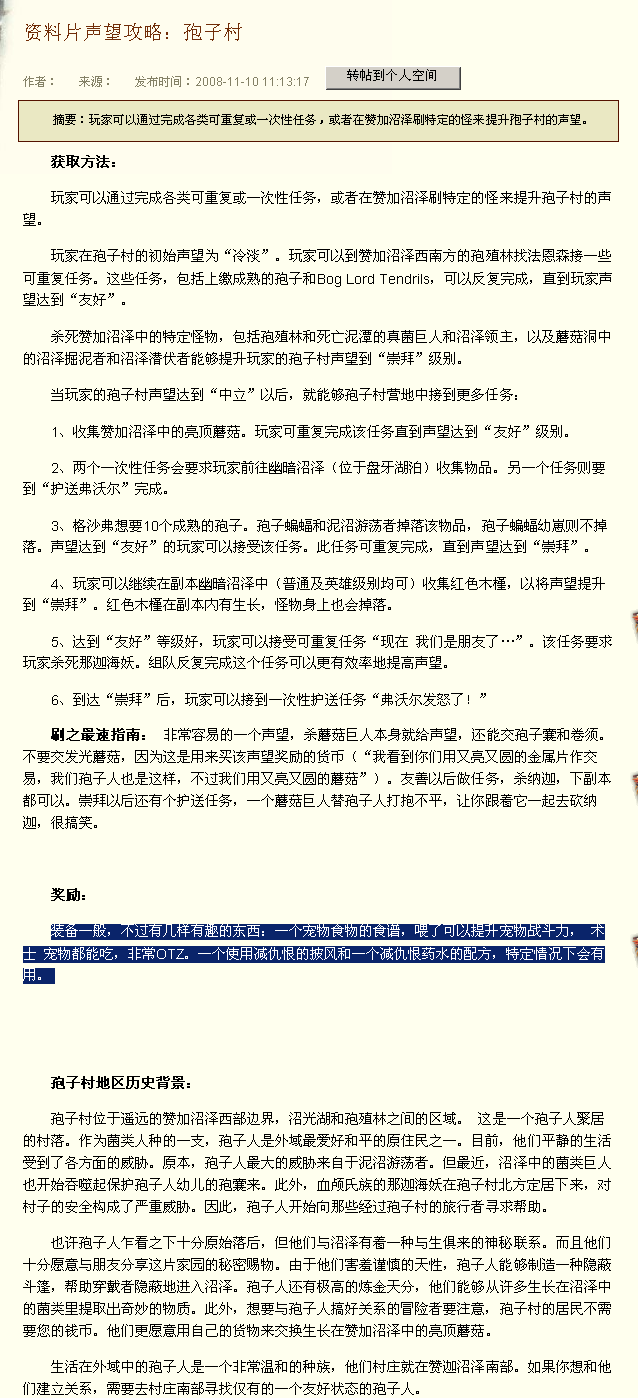 资料片声望攻略：孢子村
作者： 来源： 发布时间：2008-11-10 11:13:17 转帖到个人空间
摘要：玩家可以通过完成各类可重复或一次性任务，或者在赞加沼泽刷特定的怪来提升孢子村的声望。
获取方法：
玩家可以通过完成各类可重复或一次性任务，或者在赞加沼泽刷特定的怪来提升孢子村的声
望。
玩家在孢子村的初始声望为“冷淡”。玩家可以到赞加沼泽西南方的孢殖林找法恩森接一些
可重复任务。这些任务，包括上缴成熟的孢子和Bog Lord Tendrils，可以反复完成，直到玩家声
望达到“友好”。
杀死赞加沼泽中的特定怪物，包括孢殖林和死亡泥潭的真菌巨人和沼泽领主，以及蘑菇洞中
的沼泽掘泥者和沼泽潜伏者能够提升玩家的孢子村声望到“崇拜”级别。
当玩家的孢子村声望达到“中立”以后，就能够孢子村营地中接到更多任务：
1、收集赞加沼泽中的亮顶蘑菇。玩家可重复完成该任务直到声望达到“友好”级别。
2、两个一次性任务会要求玩家前往幽暗沼泽（位于盘牙湖泊）收集物品。另一个任务则要
到“护送弗沃尔”完成。
3、格沙弗想要10个成熟的孢子。孢子蝙蝠和泥沼游荡者掉落该物品，孢子蝙蝠幼崽则不掉
落。声望达到“友好”的玩家可以接受该任务。此任务可重复完成，直到声望达到“崇拜”。
4、玩家可以继续在副本幽暗沼泽中（普通及英雄级别均可）收集红色木槿，以将声望提升
到“崇拜”。红色木槿在副本内有生长，怪物身上也会掉落。
5、达到“友好”等级好，玩家可以接受可重复任务“现在 我们是朋友了…”。该任务要求
玩家杀死那迦海妖。组队反复完成这个任务可以更有效率地提高声望。
6、到达“崇拜”后，玩家可以接到一次性护送任务“弗沃尔发怒了！”
刷之最速指南： 非常容易的一个声望，杀蘑菇巨人本身就给声望，还能交孢子囊和卷须。
不要交发光蘑菇，因为这是用来买该声望奖励的货币（“我看到你们用又亮又圆的金属片作交
易，我们孢子人也是这样，不过我们用又亮又圆的蘑菇”）。友善以后做任务，杀纳迦，下副本
都可以。崇拜以后还有个护送任务，一个蘑菇巨人替孢子人打抱不平，让你跟着它一起去砍纳
迦，很搞笑。
奖励：
装备一般，不过有几样有趣的东西：一个宠物食物的食谱，喂了可以提升宠物战斗力， 术
士 宠物都能吃，非常OTZ。一个使用减仇恨的披风和一个减仇恨药水的配方，特定情况下会有
用。
孢子村地区历史背景：
孢子村位于遥远的赞加沼泽西部边界，沼光湖和孢殖林之间的区域。 这是一个孢子人聚居
的村落。作为菌类人种的一支，孢子人是外域最爱好和平的原住民之一。目前，他们平静的生活
受到了各方面的威胁。原本，孢子人最大的威胁来自于泥沼游荡者。但最近，沼泽中的菌类巨人
也开始吞噬起保护孢子人幼儿的孢囊来。此外，血颅氏族的那迦海妖在孢子村北方定居下来，对
村子的安全构成了严重威胁。因此，孢子人开始向那些经过孢子村的旅行者寻求帮助。
也许孢子人乍看之下十分原始落后，但他们与沼泽有着一种与生俱来的神秘联系。而且他们
十分愿意与朋友分享这片家园的秘密赐物。由于他们害羞谨慎的天性，孢子人能够制造一种隐蔽
斗篷，帮助穿戴者隐蔽地进入沼泽。孢子人还有极高的炼金天分，他们能够从许多生长在沼泽中
的菌类里提取出奇妙的物质。此外，想要与孢子人搞好关系的冒险者要注意，孢子村的居民不需
要您的钱币。他们更愿意用自己的货物来交换生长在赞加沼泽中的亮顶蘑菇。
生活在外域中的孢子人是一个非常温和的种族，他们村庄就在赞迦沼泽南部。如果你想和他
们建立关系，需要去村庄南部寻找仅有的一个友好状态的孢子人.